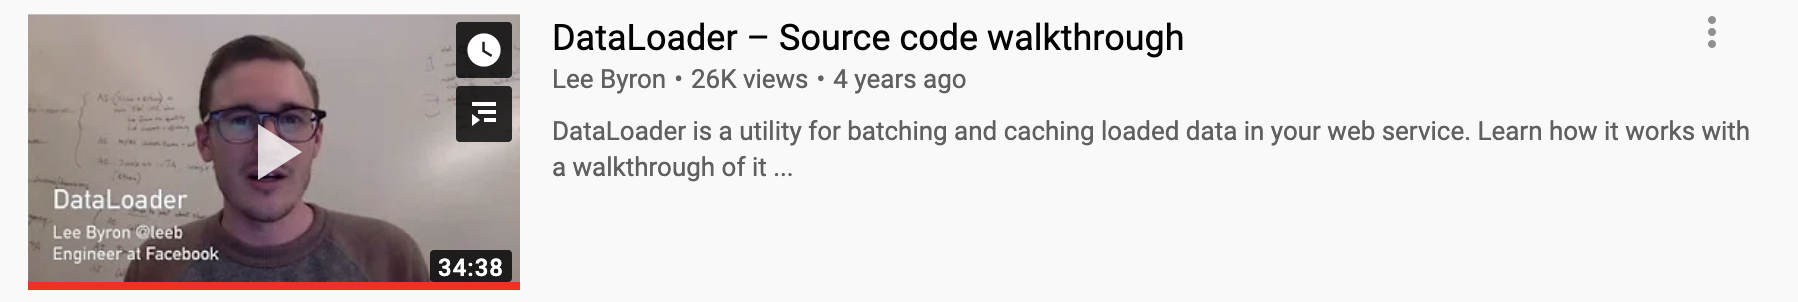 DataLoader – Source code walkthrough
Lee Byron • 26K views • 4 years ago
DataLoader is a utility for batching and caching loaded data in your web service. Learn how it works with
a walkthrough of it ...
DataLoader
Lee Byron @leeb
Engineer at Facebook
34:38